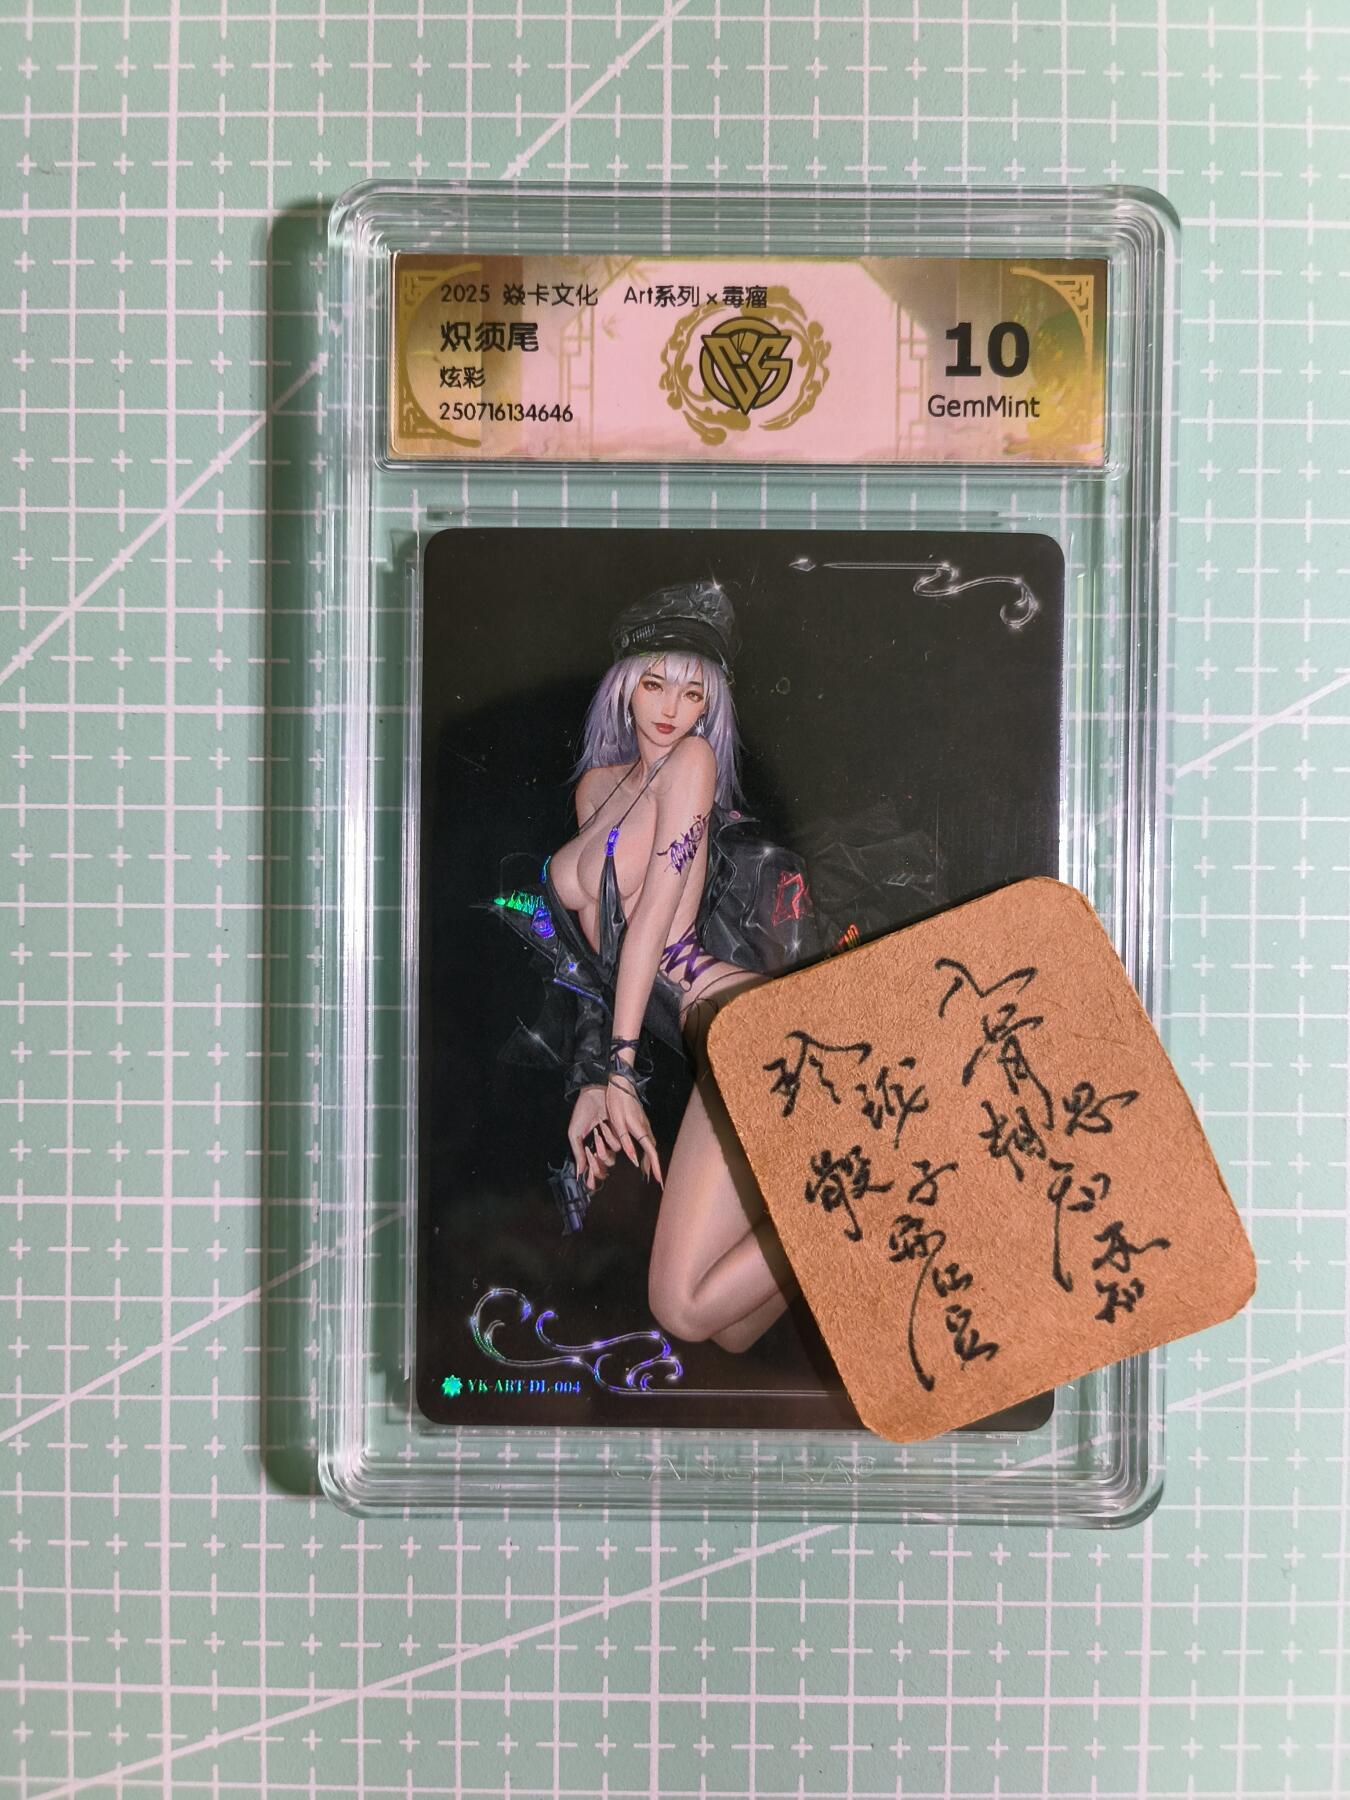 2025 焱卡文化 Art系列 x 毒瘤
炽须尾
炫彩
250716134646
10
GemMint
YK-ART-DL-004
玲珑
骰子安
红豆
入骨
相思知
不知